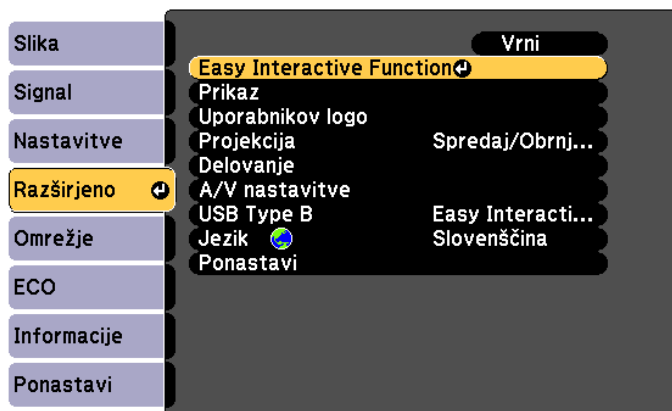 Slika
Signal
Nastavitve
Razširjeno
Omrežje
ECO
Informacije
Ponastavi
Vrni
Easy Interactive Function
Prikaz
Uporabnikov logo
Projekcija Spredaj/Obrnj...
Delovanje
A/V nastavitve
USB Type B Easy Interacti...
Jezik Slovenščina
Ponastavi